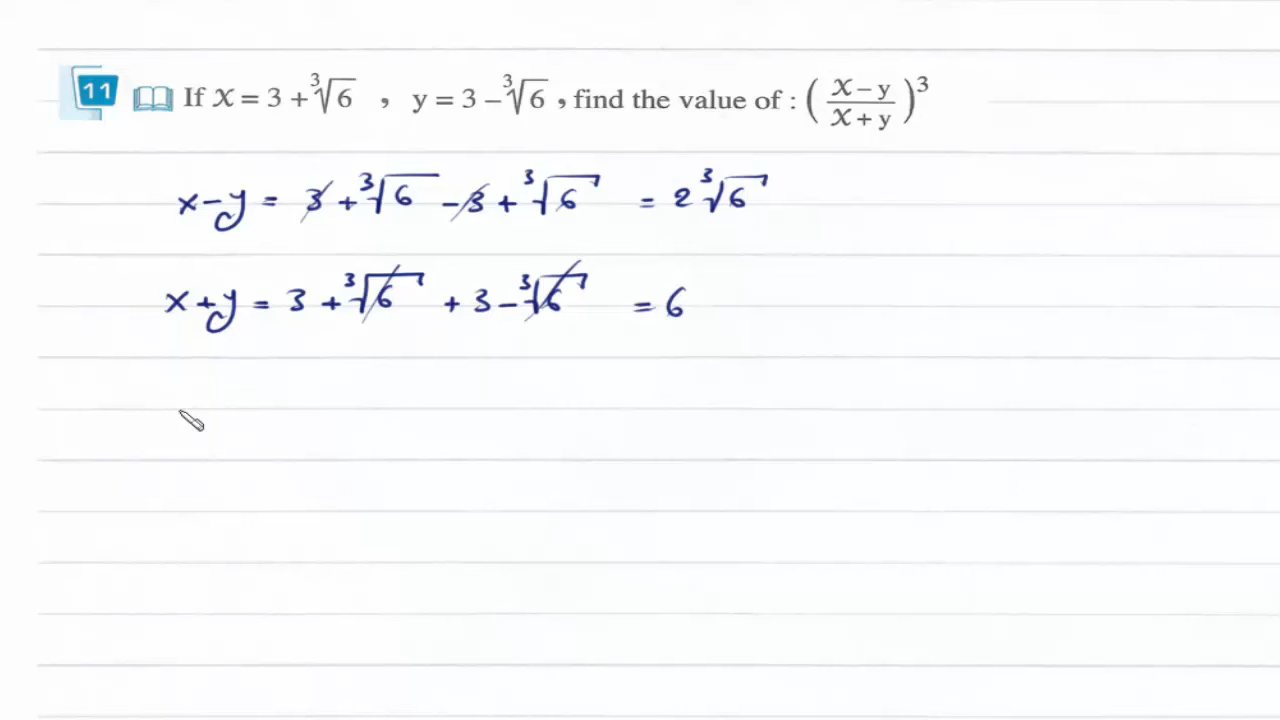 11 If x = 3 + ∛6 , y = 3 – ∛6 , find the value of : ((x – y)/(x + y))³
x – y = 3 + ∛6 – 3 + ∛6 = 2 ∛6
x + y = 3 + ∛6 + 3 – ∛6 = 6